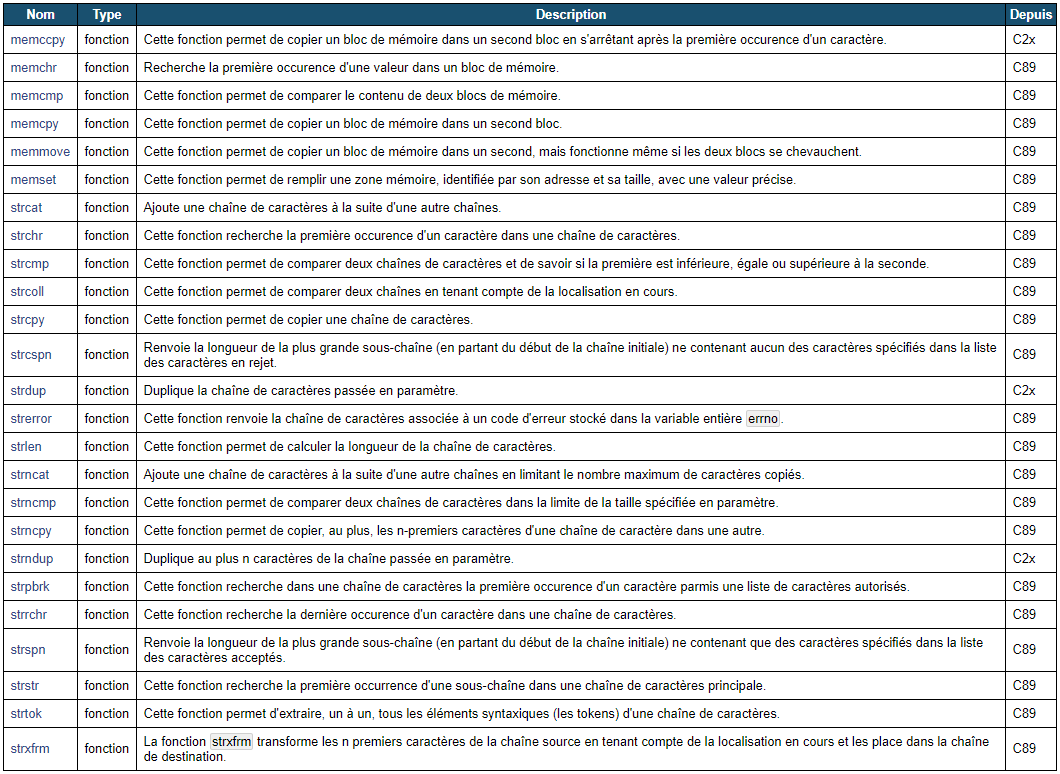 Nom Type Description Depuis
memccpy fonction Cette fonction permet de copier un bloc de mémoire dans un second bloc en s'arrêtant après la première occurence d'un caractère. C2x
memchr fonction Recherche la première occurence d'une valeur dans un bloc de mémoire. C89
memcmp fonction Cette fonction permet de comparer le contenu de deux blocs de mémoire. C89
memcpy fonction Cette fonction permet de copier un bloc de mémoire dans un second bloc. C89
memmove fonction Cette fonction permet de copier un bloc de mémoire dans un second, mais fonctionne même si les deux blocs se chevauchent. C89
memset fonction Cette fonction permet de remplir une zone mémoire, identifiée par son adresse et sa taille, avec une valeur précise. C89
strcat fonction Ajoute une chaîne de caractères à la suite d'une autre chaînes. C89
strchr fonction Cette fonction recherche la première occurence d'un caractère dans une chaîne de caractères. C89
strcmp fonction Cette fonction permet de comparer deux chaînes de caractères et de savoir si la première est inférieure, égale ou supérieure à la seconde. C89
strcoll fonction Cette fonction permet de comparer deux chaînes en tenant compte de la localisation en cours. C89
strcpy fonction Cette fonction permet de copier une chaîne de caractères. C89
strcspn fonction Renvoie la longueur de la plus grande sous-chaîne (en partant du début de la chaîne initiale) ne contenant aucun des caractères spécifiés dans la liste
des caractères en rejet. C89
strdup fonction Duplique la chaîne de caractères passée en paramètre. C2x
strerror fonction Cette fonction renvoie la chaîne de caractères associée à un code d'erreur stocké dans la variable entière errno. C89
strlen fonction Cette fonction permet de calculer la longueur de la chaîne de caractères. C89
strncat fonction Ajoute une chaîne de caractères à la suite d'une autre chaînes en limitant le nombre maximum de caractères copiés. C89
strncmp fonction Cette fonction permet de comparer deux chaînes de caractères dans la limite de la taille spécifiée en paramètre. C89
strncpy fonction Cette fonction permet de copier, au plus, les n-premiers caractères d'une chaîne de caractère dans une autre. C89
strndup fonction Duplique au plus n caractères de la chaîne passée en paramètre. C2x
strpbrk fonction Cette fonction recherche dans une chaîne de caractères la première occurence d'un caractère parmis une liste de caractères autorisés. C89
strrchr fonction Cette fonction recherche la dernière occurence d'un caractère dans une chaîne de caractères. C89
strspn fonction Renvoie la longueur de la plus grande sous-chaîne (en partant du début de la chaîne initiale) ne contenant que des caractères spécifiés dans la liste
des caractères acceptés. C89
strstr fonction Cette fonction recherche la première occurrence d'une sous-chaîne dans une chaîne de caractères principale. C89
strtok fonction Cette fonction permet d'extraire, un à un, tous les éléments syntaxiques (les tokens) d'une chaîne de caractères. C89
strxfrm fonction La fonction strxfrm transforme les n premiers caractères de la chaîne source en tenant compte de la localisation en cours et les place dans la chaîne
de destination. C89